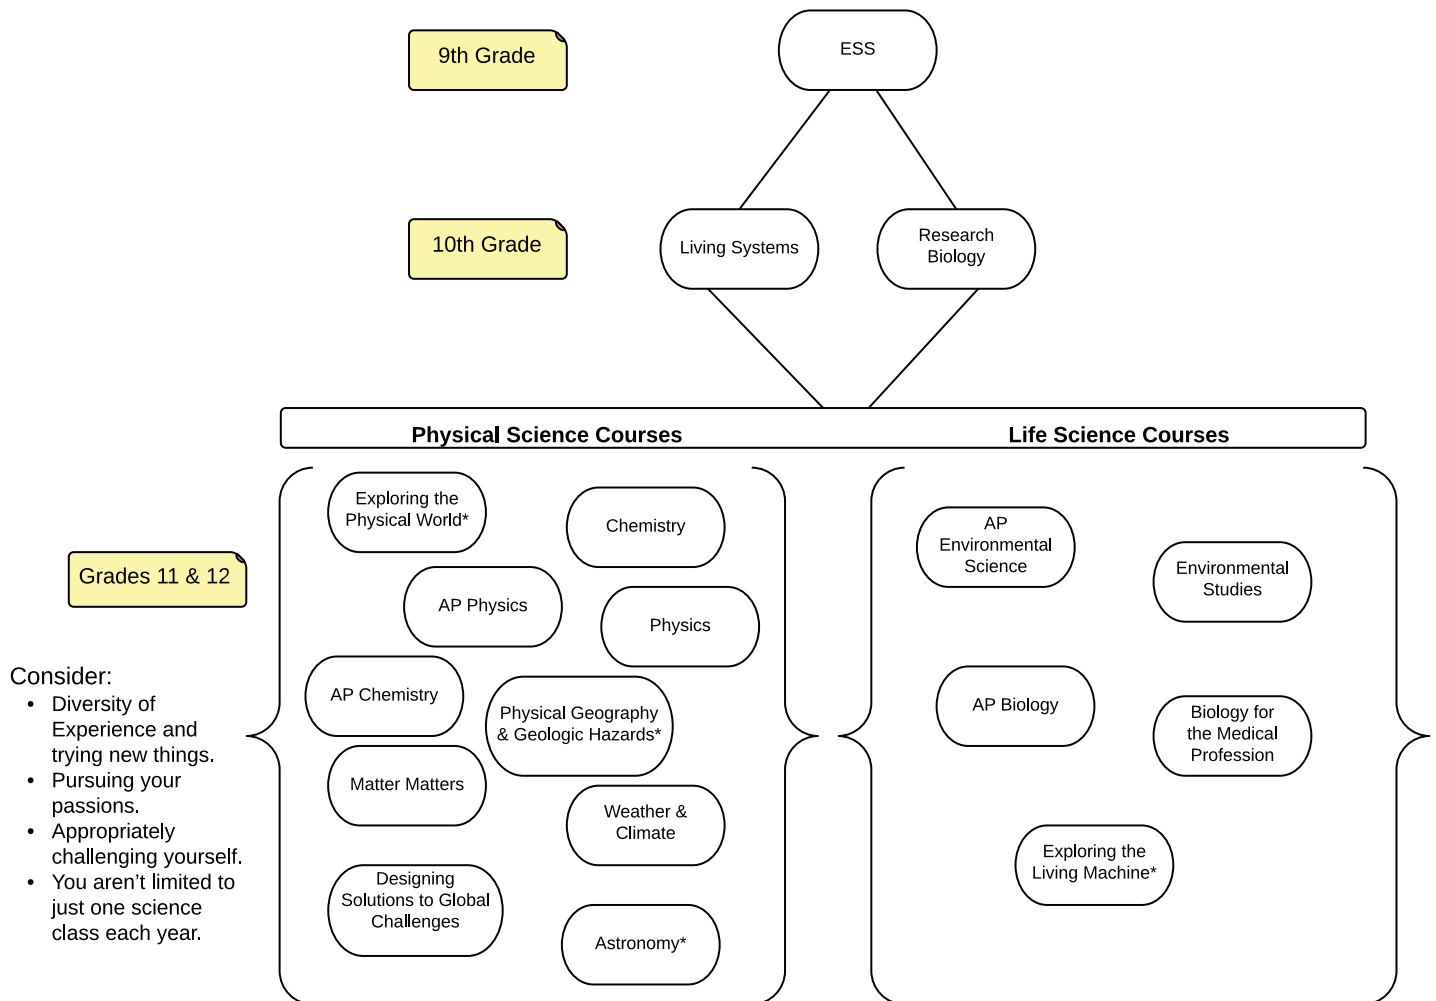 9th Grade
ESS
10th Grade
Living Systems
Research
Biology
Physical Science Courses
Life Science Courses
Grades 11 & 12
Consider:
• Diversity of
Experience and
trying new things.
• Pursuing your
passions.
• Appropriately
challenging yourself.
• You aren't limited to
just one science
class each year.
Exploring the
Physical World*
Chemistry
AP Physics
Physics
AP Chemistry
Physical Geography
& Geologic Hazards*
Matter Matters
Weather &
Climate
Designing
Solutions to Global
Challenges
Astronomy*
AP
Environmental
Science
Environmental
Studies
AP Biology
Biology for
the Medical
Profession
Exploring the
Living Machine*